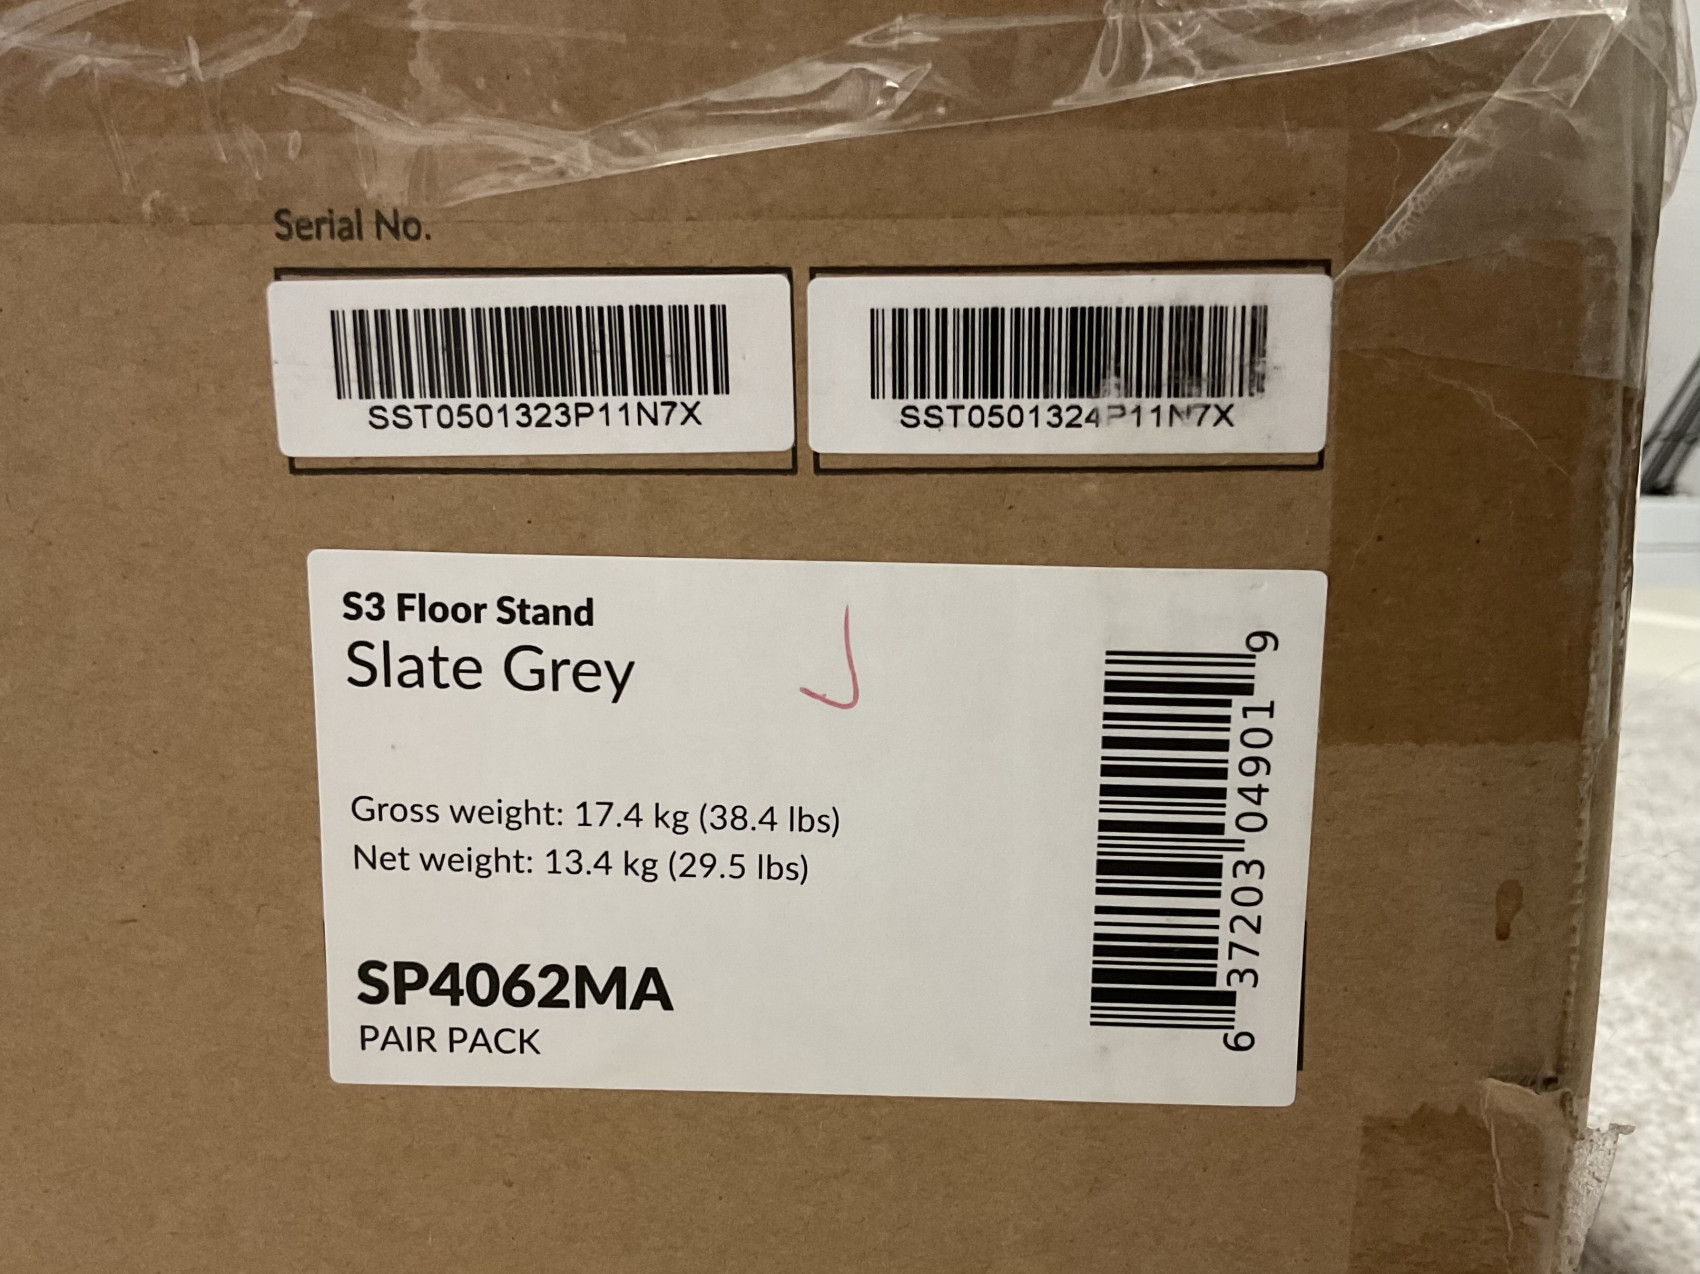 Serial No.
SST0501323P11N7X
SST0501324P11N7X
S3 Floor Stand
Slate Grey
Gross weight: 17.4 kg (38.4 lbs)
Net weight: 13.4 kg (29.5 lbs)
SP4062MA
PAIR PACK
6 37203 04901 9